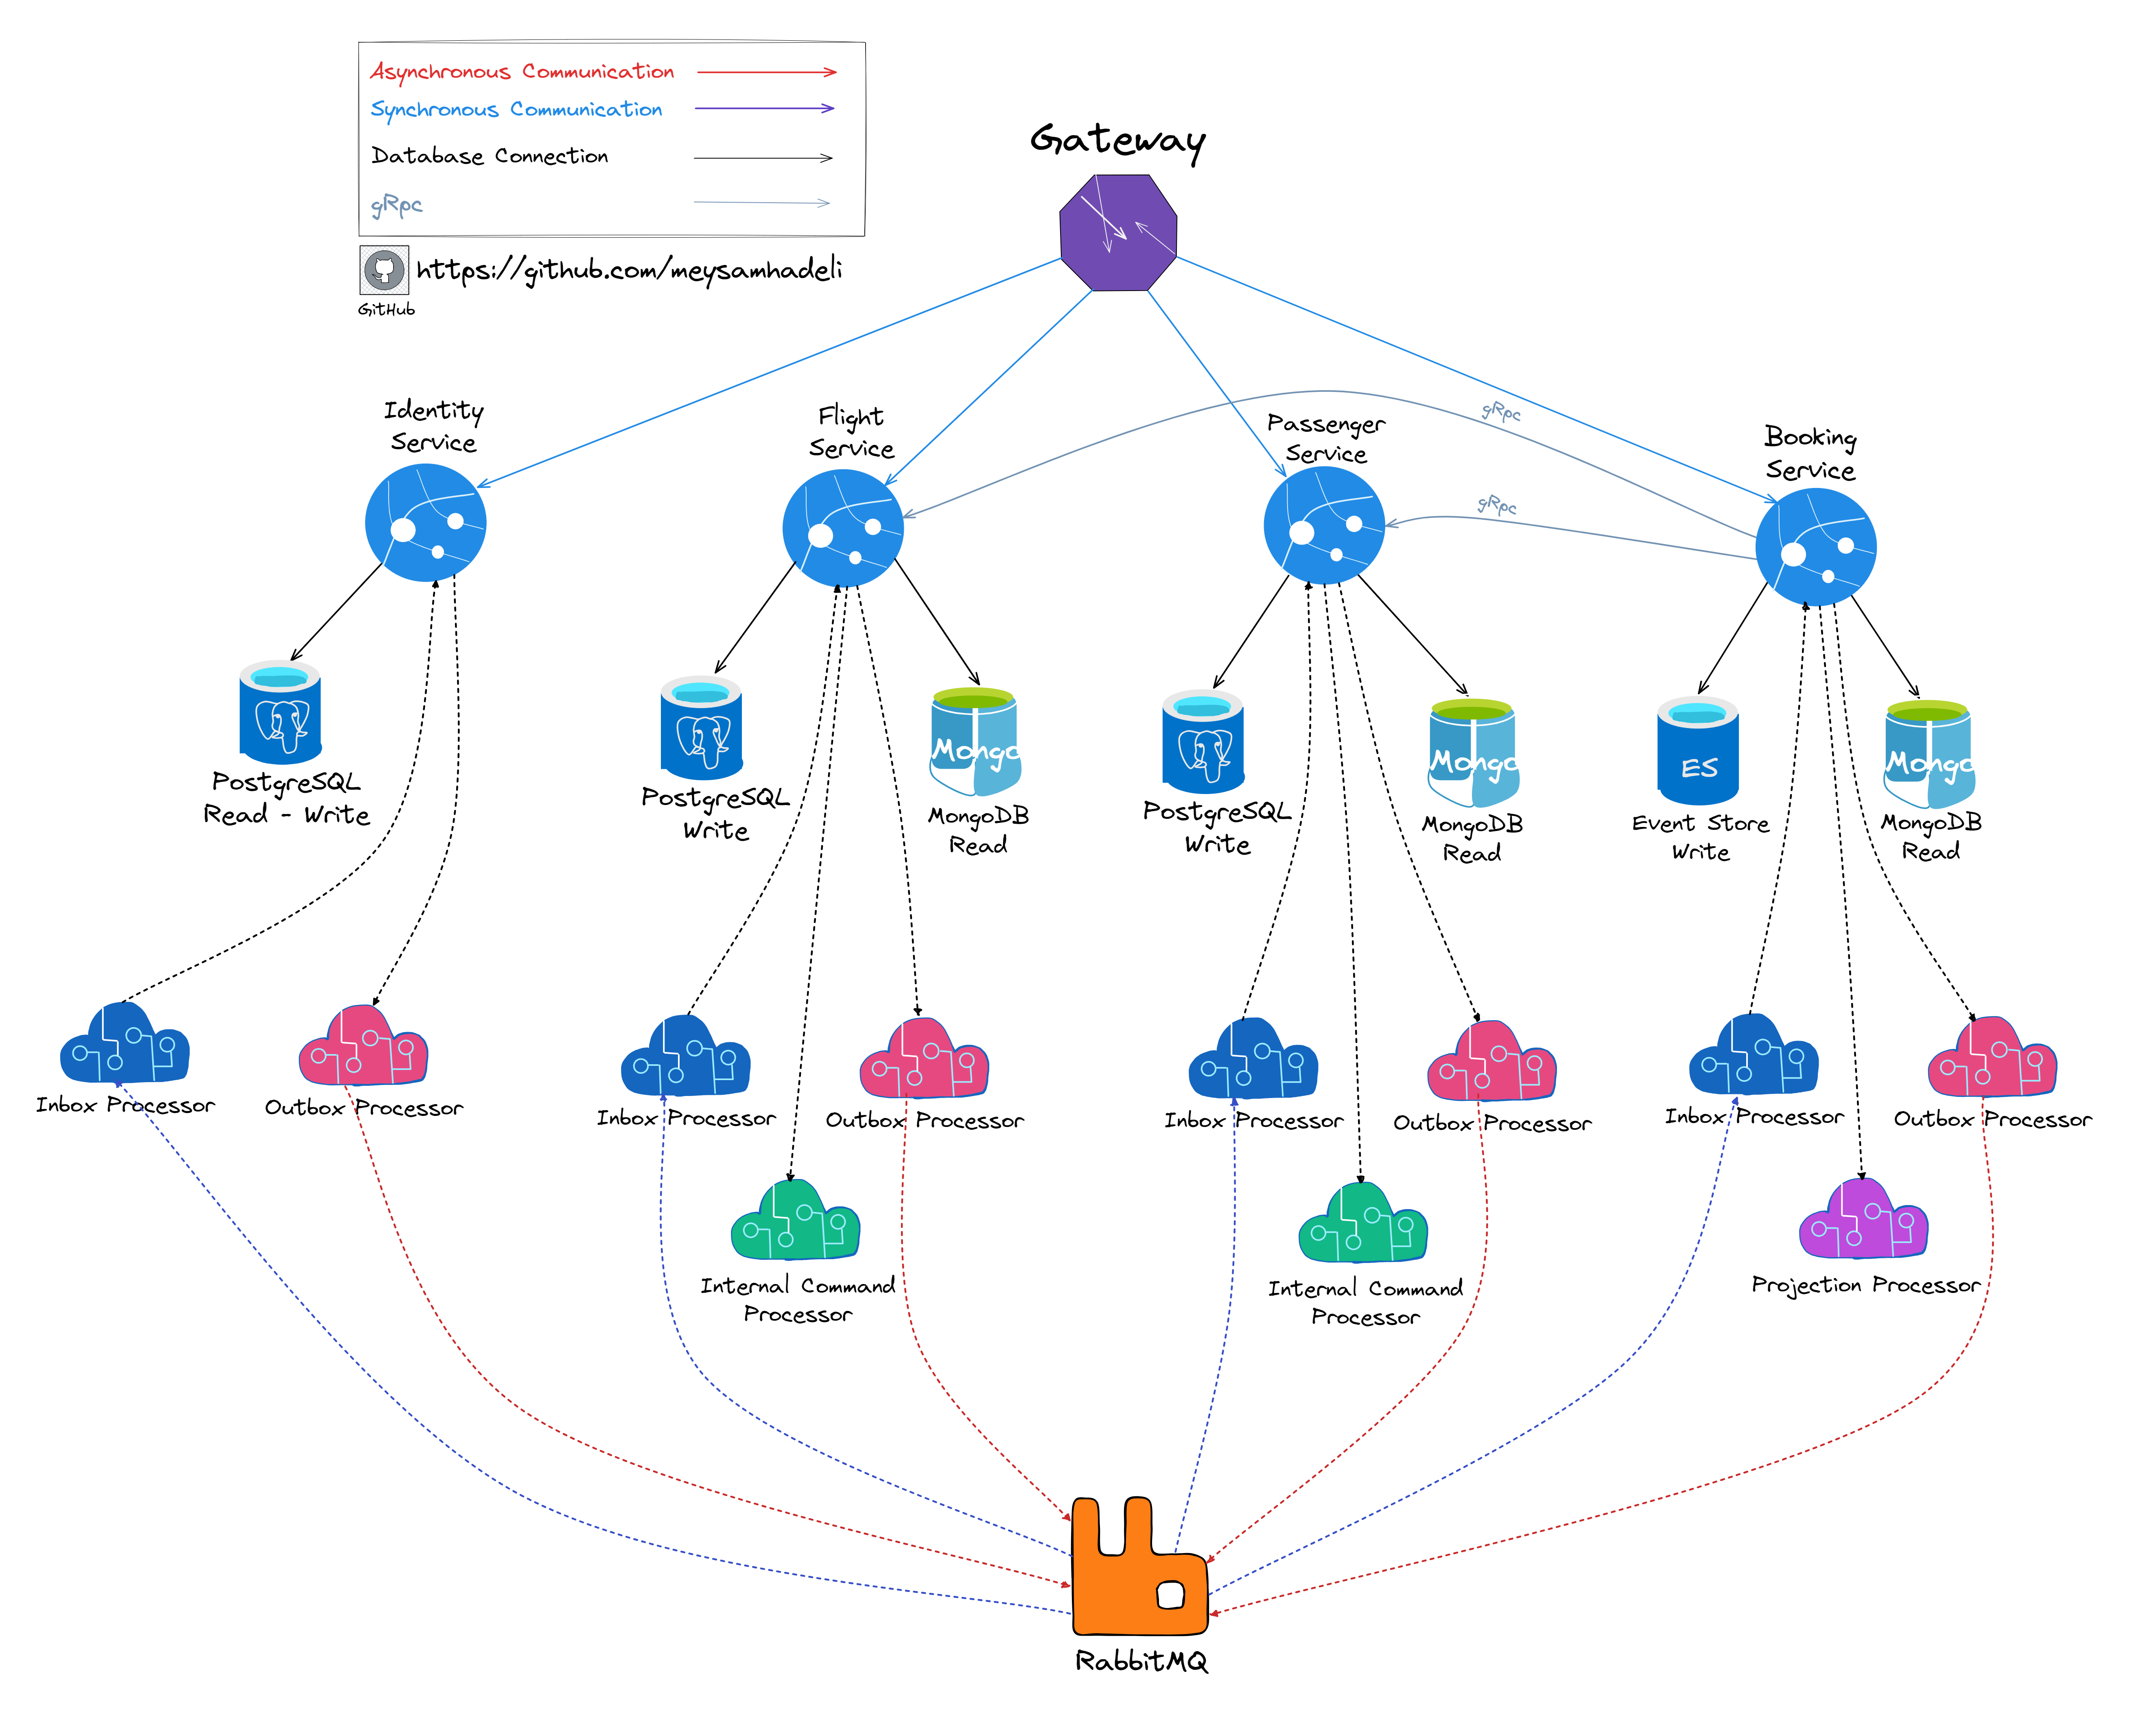 Asynchronous Communication
Synchronous Communication
Database Connection
gRpc
https://github.com/meysamhadeli
GitHub
Gateway
Identity
Service
Flight
Service
Passenger
Service
Booking
Service
gRpc
gRpc
PostgreSQL
Read - Write
PostgreSQL
Write
Mongo
MongoDB
Read
PostgreSQL
Write
Mongo
MongoDB
Read
ES
Event Store
Write
Mongo
MongoDB
Read
Inbox Processor
Outbox Processor
Inbox Processor
Outbox Processor
Inbox Processor
Outbox Processor
Inbox Processor
Outbox Processor
Internal Command
Processor
Internal Command
Processor
Projection Processor
RabbitMQ